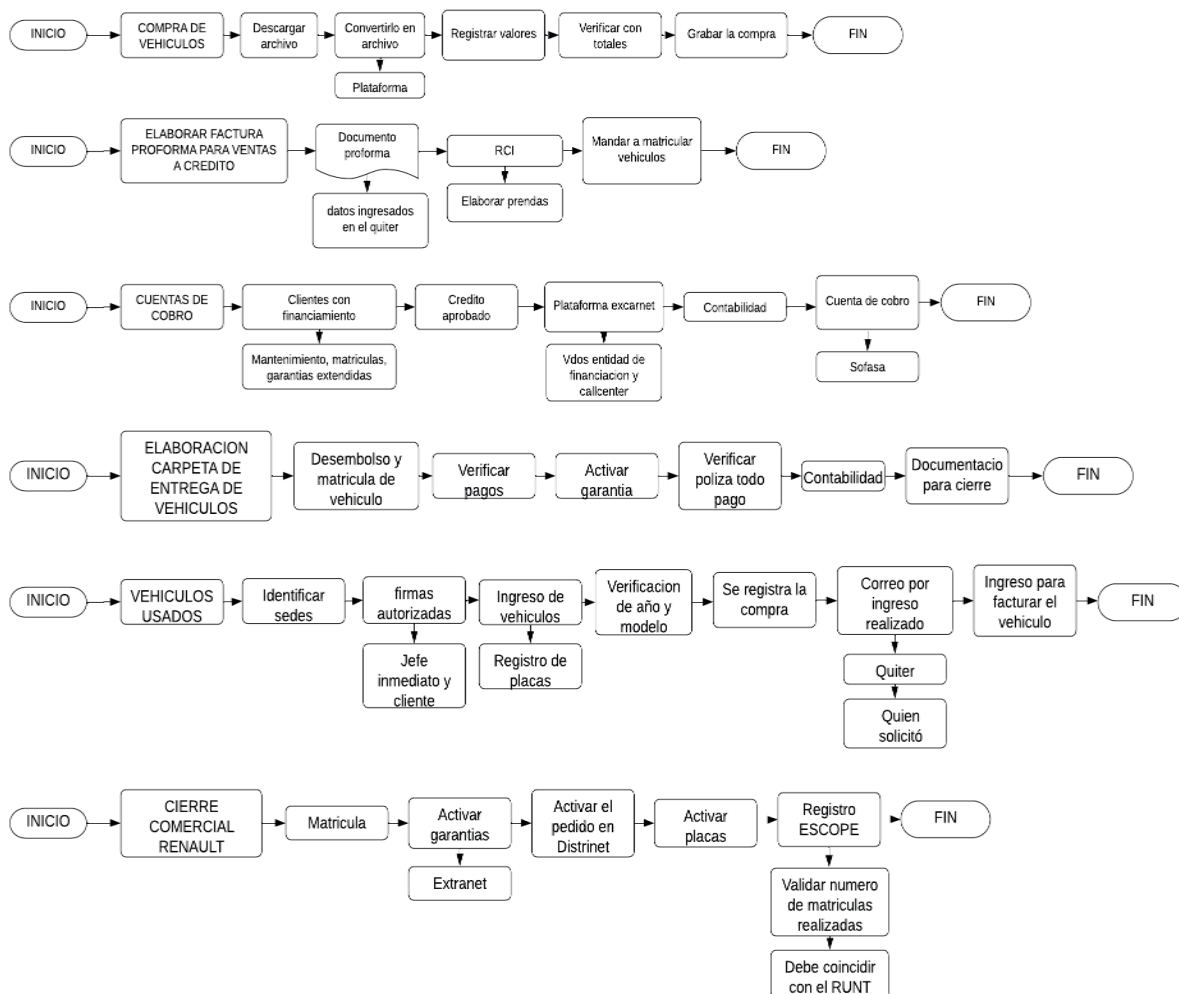 INICIO
COMPRA DE
VEHICULOS
Descargar
archivo
Convertirlo en
archivo
Registrar valores
Verificar con
totales
Grabar la compra
FIN
Plataforma
INICIO
ELABORAR FACTURA
PROFORMA PARA VENTAS
A CREDITO
Documento
proforma
RCI
Mandar a matricular
vehiculos
FIN
datos ingresados
en el quiter
Elaborar prendas
INICIO
CUENTAS DE
COBRO
Clientes con
financiamiento
Credito
aprobado
Plataforma excarnet
Contabilidad
Cuenta de cobro
FIN
Mantenimiento, matriculas,
garantias extendidas
Vdos entidad de
financiacion y
callcenter
Sofasa
INICIO
ELABORACION
CARPETA DE
ENTREGA DE
VEHICULOS
Desembolso y
matricula de
vehiculo
Verificar
pagos
Activar
garantia
Verificar
poliza todo
pago
Contabilidad
Documentacio
para cierre
FIN
INICIO
VEHICULOS
USADOS
Identificar
sedes
firmas
autorizadas
Ingreso de
vehiculos
Verificacion
de año y
modelo
Se registra la
compra
Correo por
ingreso
realizado
Ingreso para
facturar el
vehiculo
FIN
Jefe
inmediato y
cliente
Registro de
placas
Quiter
Quien
solicitó
INICIO
CIERRE
COMERCIAL
RENAULT
Matricula
Activar
garantias
Activar el
pedido en
Distrinet
Activar
placas
Registro
ESCOPE
FIN
Extranet
Validar numero
de matriculas
realizadas
Debe coincidir
con el RUNT